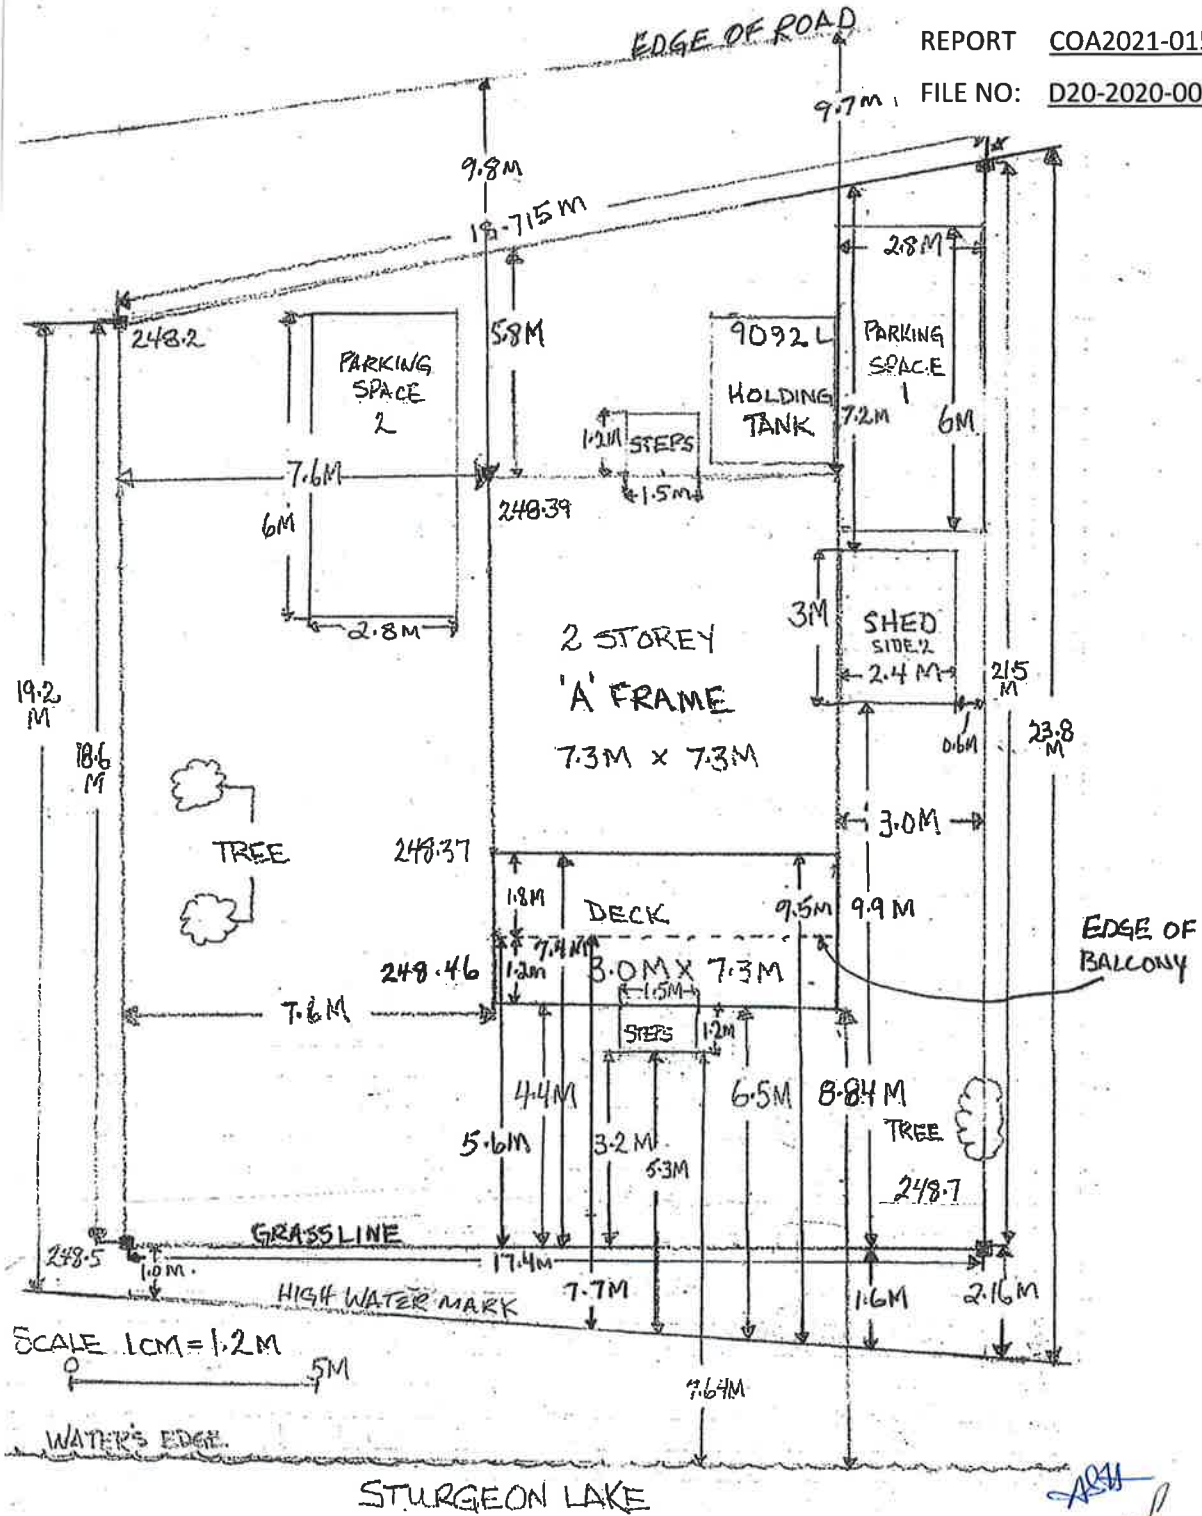 EDGE OF ROAD
REPORT COA2021-015
FILE NO: D20-2020-00
9.7M
9.8M
18.715M
2.8M
248.2
5.8M
9092L
PARKING
SPACE
1
PARKING
SPACE
2
HOLDING
TANK
7.2M
6M
1.2M
STEPS
7.6M
1.5M
248.39
6M
2.8M
3M
SHED
SIDE 2
2.4 M
2 STOREY
'A' FRAME
7.3M x 7.3M
19.2
M
21.5
M
0.6M
23.8
M
18.6
M
3.0M
TREE
248.37
1.8M
DECK
9.5M
9.9 M
EDGE OF
BALCONY
7.4M
248.46
1.2M
3.0M X 7.3M
1.5M
7.6M
STEPS
1.2M
4.4M
6.5M
8.84M
TREE
5.6M
3.2M
5.3M
248.7
GRASSLINE
248.5
1.0M.
17.4M
HIGH WATER MARK
7.7M
1.6M
2.16M
SCALE 1CM=1.2M
0 5M
7.64M
WATER'S EDGE.
STURGEON LAKE